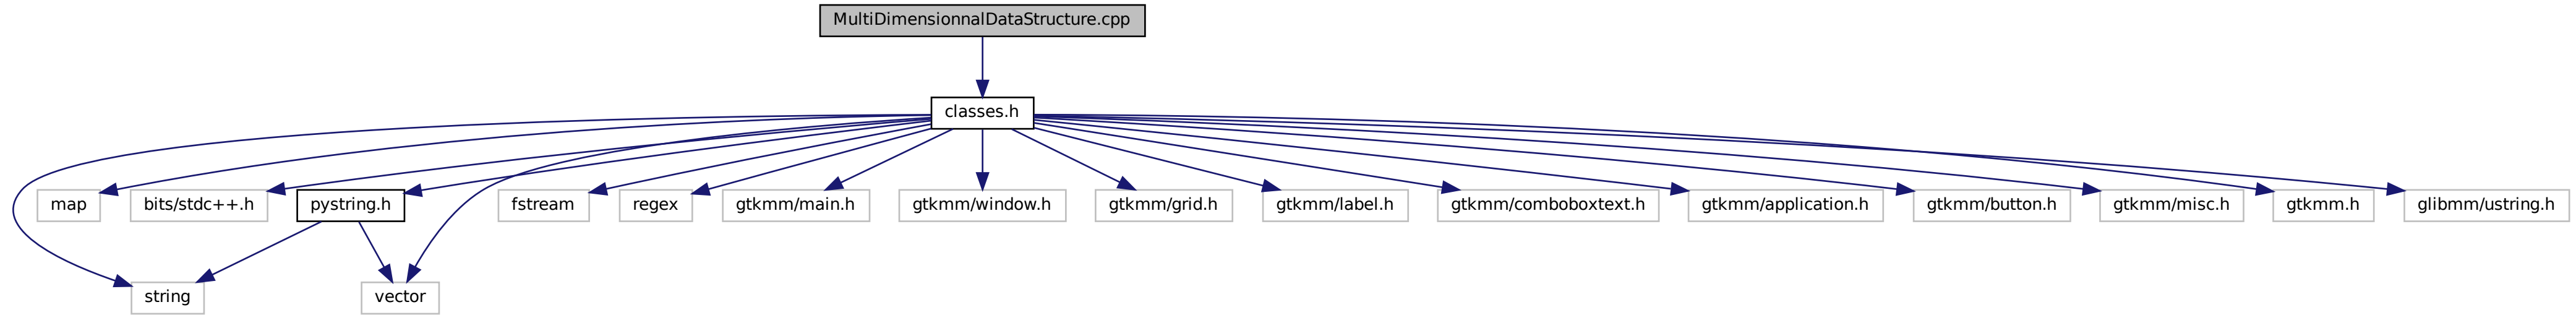 MultiDimensionnalDataStructure.cpp
classes.h
map
bits/stdc++.h
pystring.h
fstream
regex
gtkmm/main.h
gtkmm/window.h
gtkmm/grid.h
gtkmm/label.h
gtkmm/comboboxtext.h
gtkmm/application.h
gtkmm/button.h
gtkmm/misc.h
gtkmm.h
glibmm/ustring.h
string
vector